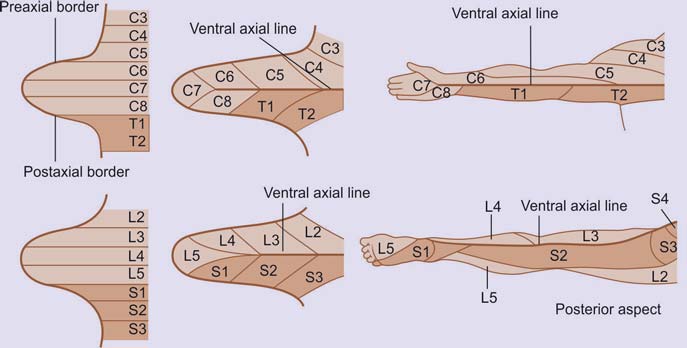 Preaxial border
C3
C4
C5
C6
C7
C8
T1
T2
Postaxial border
Ventral axial line
C3
C4
C5
C6
C7
C8
T1
T2
Ventral axial line
C3
C4
C5
C6
C7
C8
T1
T2
L2
L3
L4
L5
S1
S2
S3
Ventral axial line
L2
L3
L4
L5
S1
S2
S3
L4
Ventral axial line
S4
L3
S3
L5
S1
S2
L2
L5
Posterior aspect